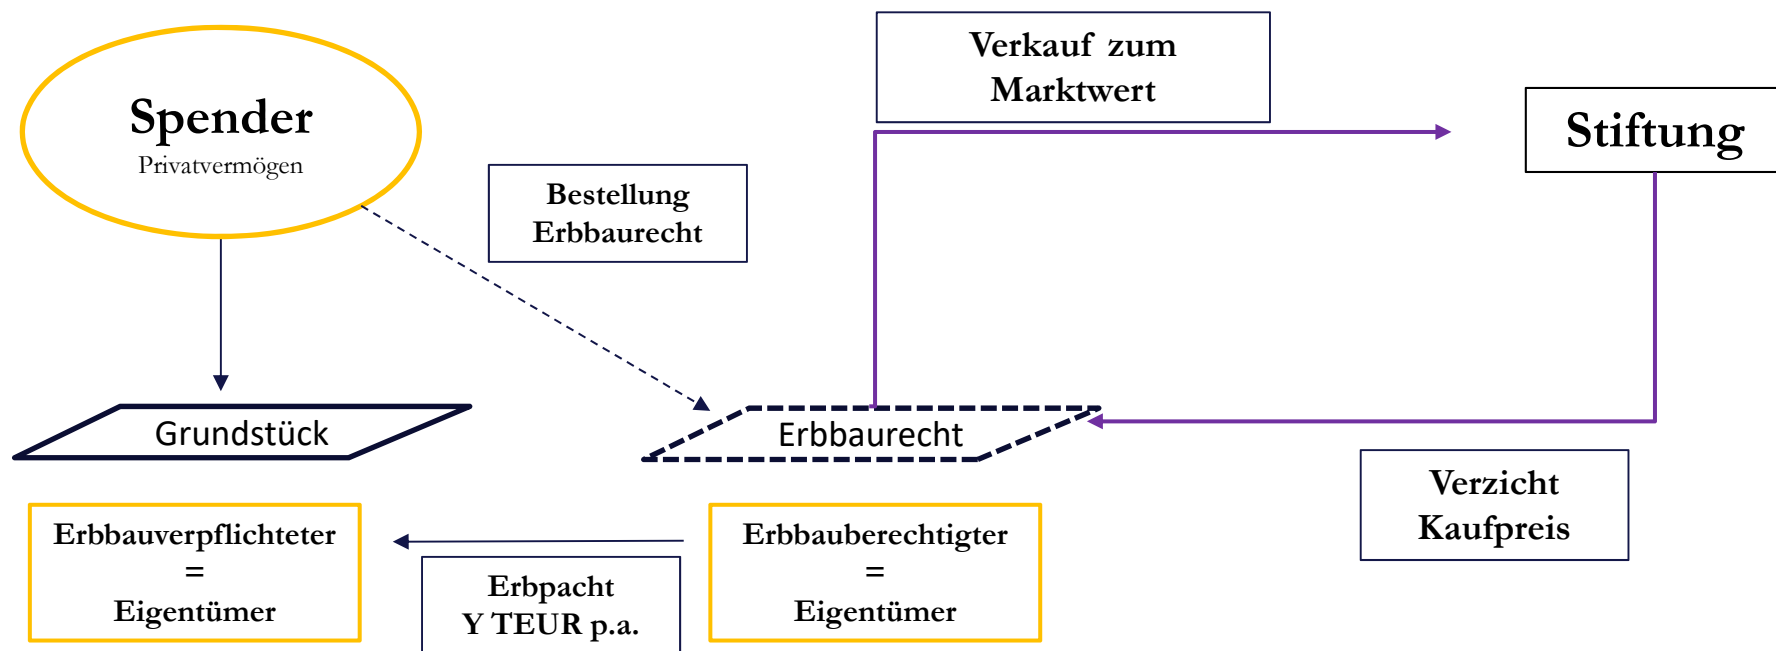 Spender
Privatvermögen
Verkauf zum
Marktwert
Stiftung
Bestellung
Erbbaurecht
Grundstück
Erbbaurecht
Verzicht
Kaufpreis
Erbbauverpflichteter
=
Eigentümer
Erbpacht
Y TEUR p.a.
Erbbauberechtigter
=
Eigentümer